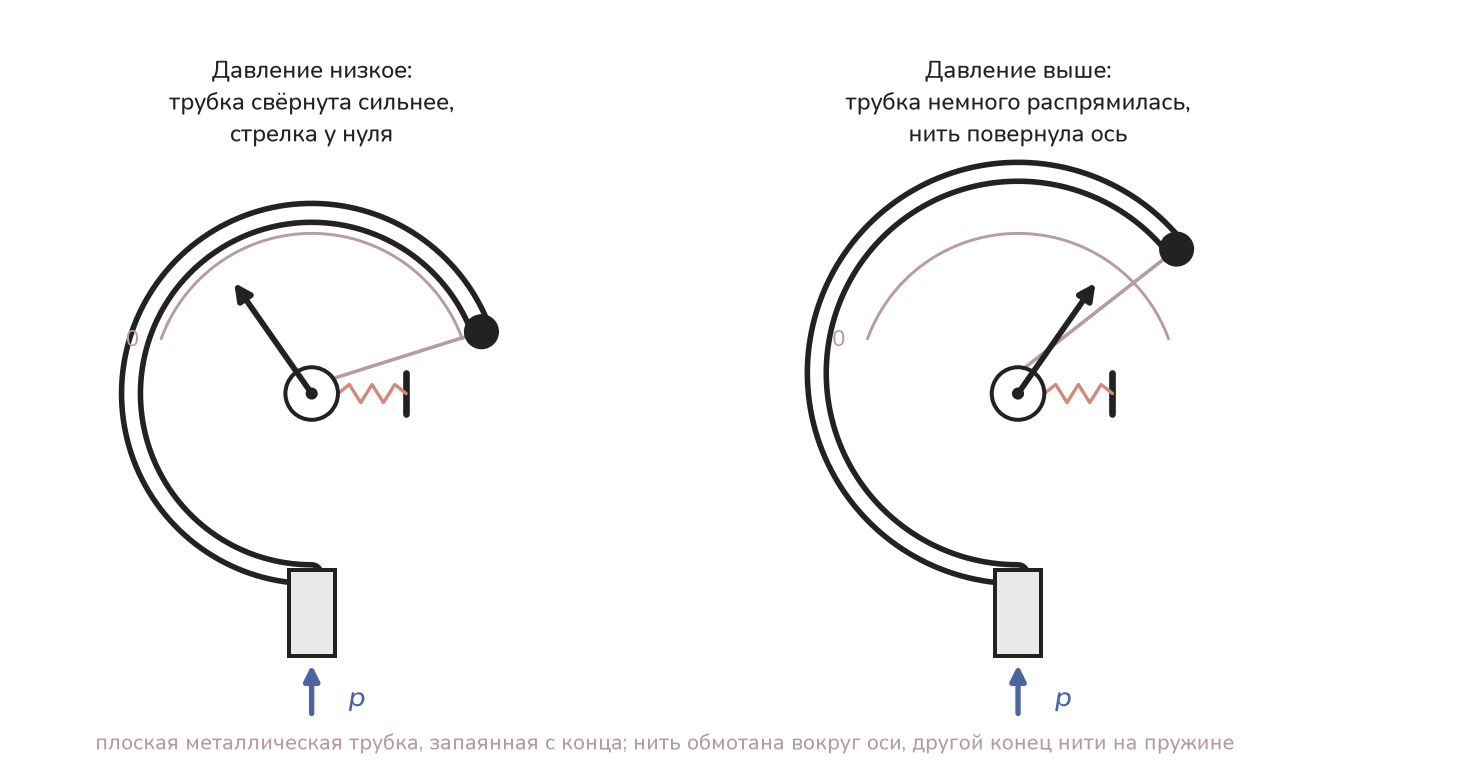 Давление низкое:
трубка свёрнута сильнее,
стрелка у нуля
Давление выше:
трубка немного распрямилась,
нить повернула ось
0
0
p
p
плоская металлическая трубка, запаянная с конца; нить обмотана вокруг оси, другой конец нити на пружине